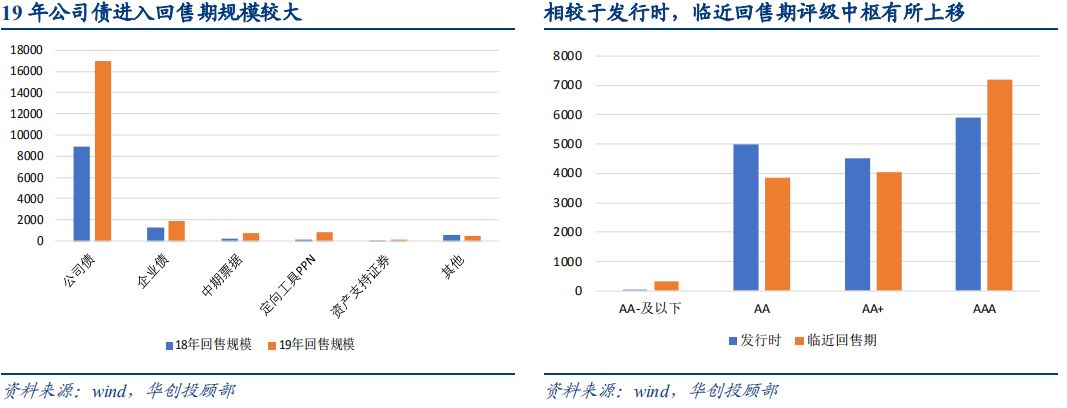 19 年公司债进入回售期规模较大
18000
16000
14000
12000
10000
8000
6000
4000
2000
0
公司债
企业债
中期票据
定向工具PPN
资产支持证券
其他
18年回售规模 19年回售规模
资料来源：wind，华创投顾部
相较于发行时，临近回售期评级中枢有所上移
8000
7000
6000
5000
4000
3000
2000
1000
0
AA-及以下 AA AA+ AAA
发行时 临近回售期
资料来源：wind，华创投顾部